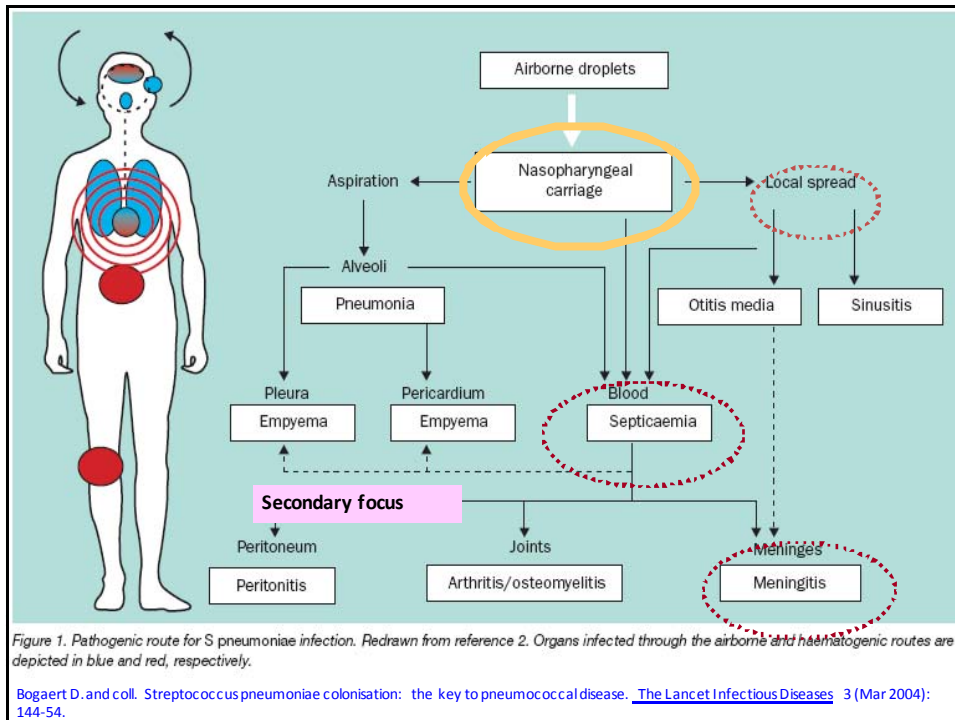 Airborne droplets
Nasopharyngeal
carriage
Aspiration
Local spread
Alveoli
Pneumonia
Otitis media
Sinusitis
Pleura
Empyema
Pericardium
Empyema
Blood
Septicaemia
Secondary focus
Peritoneum
Peritonitis
Joints
Arthritis/osteomyelitis
Meninges
Meningitis
Figure 1. Pathogenic route for S pneumoniae infection. Redrawn from reference 2. Organs infected through the airborne and haematogenic routes are
depicted in blue and red, respectively.
Bogaert D. and coll. Streptococcus pneumoniae colonisation: the key to pneumococcal disease. The Lancet Infectious Diseases 3 (Mar 2004):
144-54.